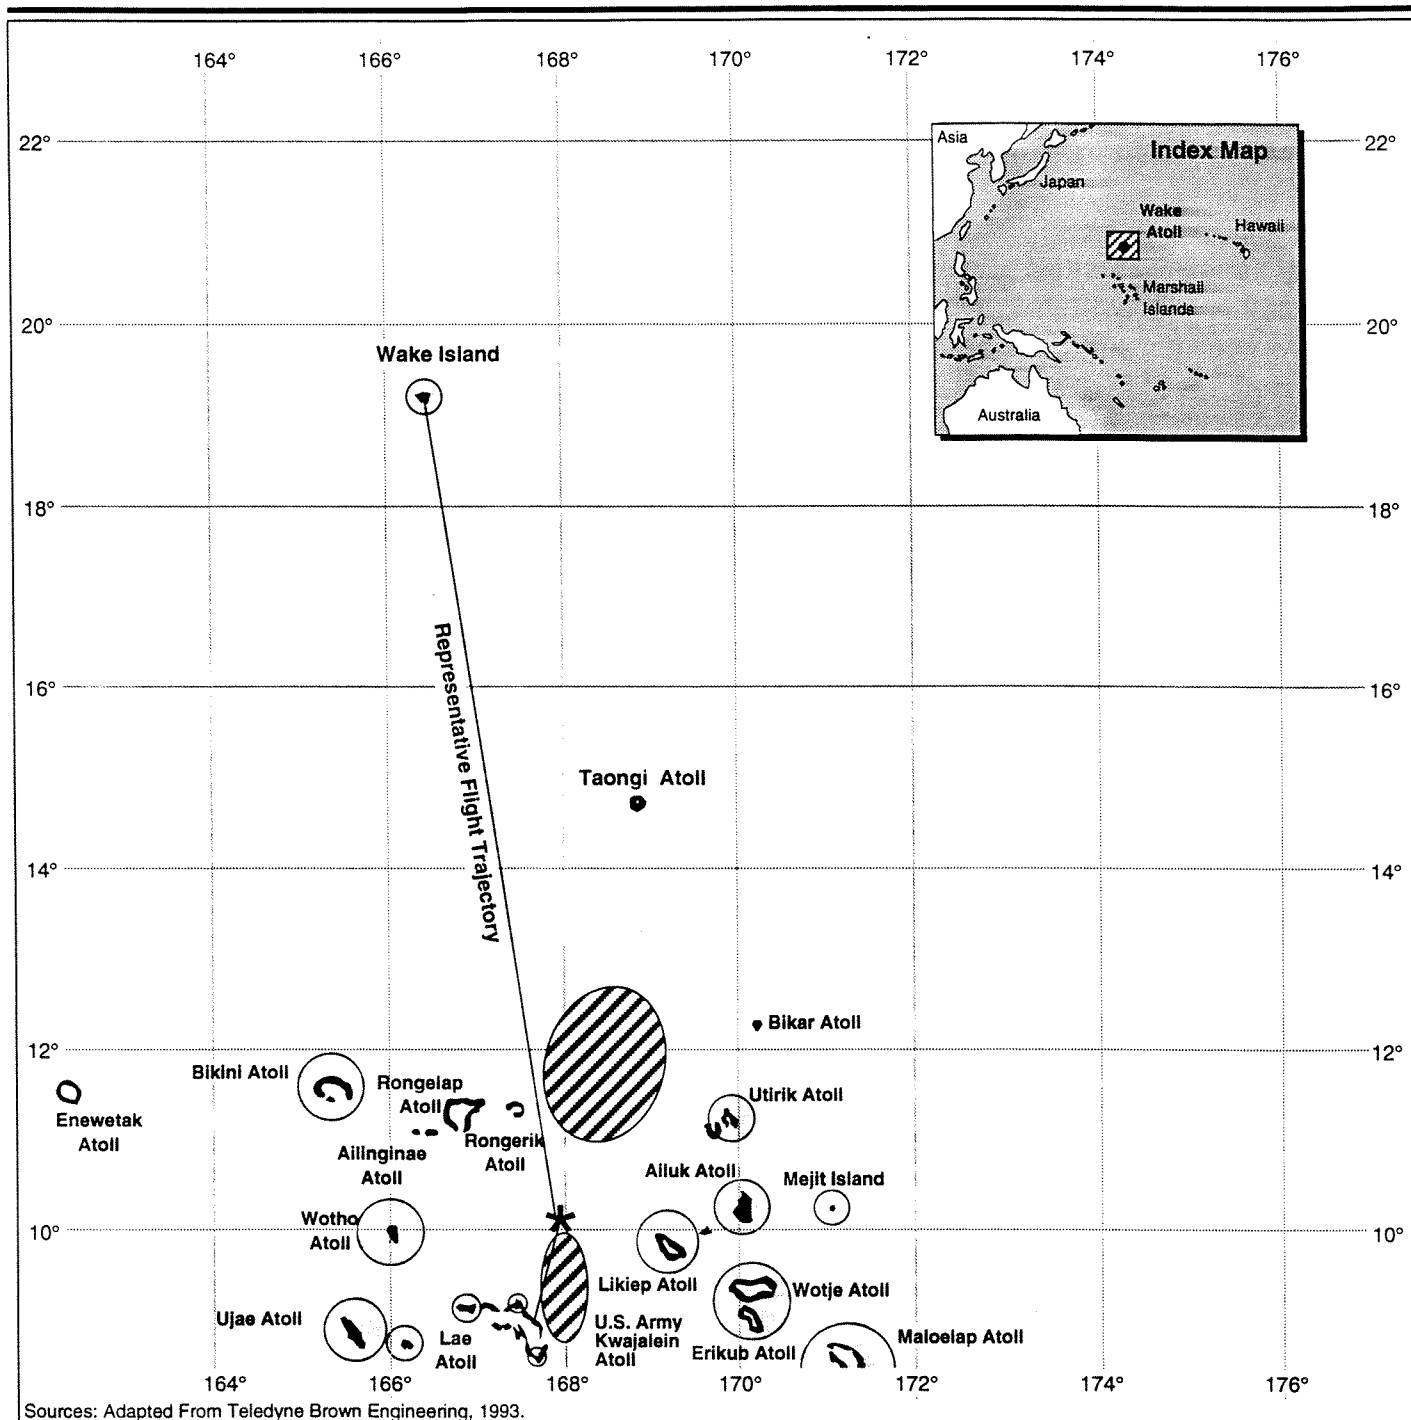 164° 166° 168° 170° 172° 174° 176°
22° 22°
Asia
Index Map
Japan
Wake
Atoll
Hawaii
Marshall
Islands
Australia
20° 20°
Wake Island
18° 18°
Representative Flight Trajectory
16° 16°
Taongi Atoll
14° 14°
Bikar Atoll
12° 12°
Bikini Atoll
Rongelap
Atoll
Utirik Atoll
Enewetak
Atoll
Rongerik
Atoll
Ailinginae
Atoll
Ailuk Atoll
Mejit Island
Wotho
Atoll
10° 10°
Likiep Atoll
Wotje Atoll
Ujae Atoll
Lae
Atoll
U.S. Army
Kwajalein
Atoll
Erikub Atoll
Maloelap Atoll
164° 166° 168° 170° 172° 174° 176°
Sources: Adapted From Teledyne Brown Engineering, 1993.